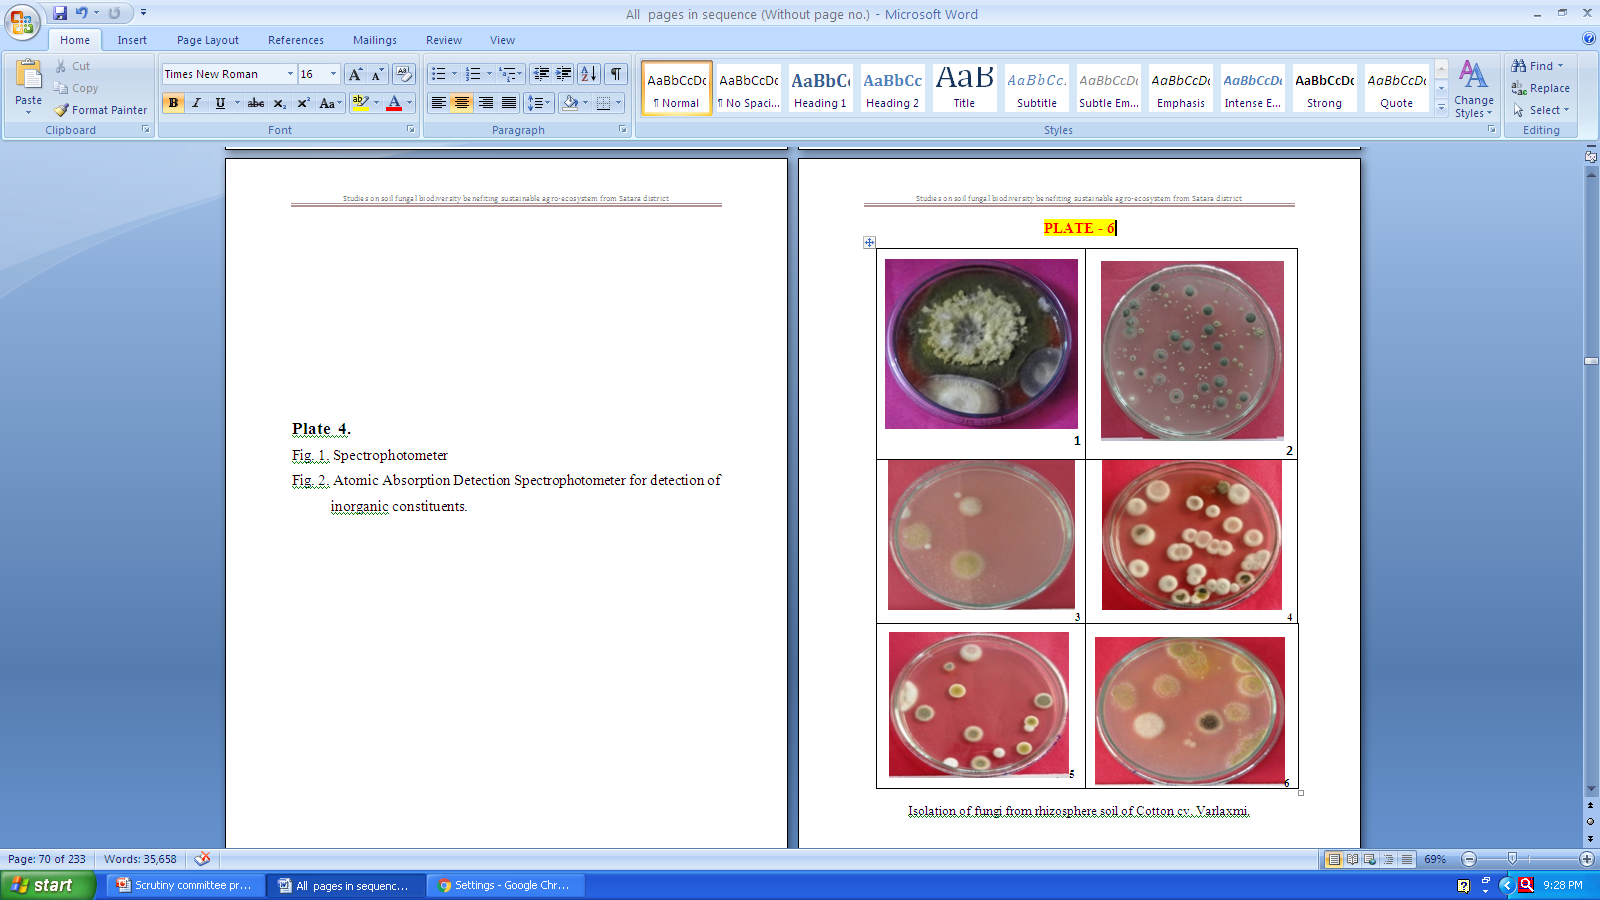 All pages in sequence (Without page no.) - Microsoft Word
Home Insert Page Layout References Mailings Review View
Paste
Cut
Copy
Format Painter
Clipboard
Times New Roman 16
B I U abc x₂ x² Aa
Font
Paragraph
AaBbCcDc AaBbCcDc AaBbC AaBbCc AaB AaBbCc. AaBbCcDc AaBbCcDc AaBbCcDc AaBbCcDc AaBbCcDc
¶ Normal ¶ No Spaci... Heading 1 Heading 2 Title Subtitle Subtle Em... Emphasis Intense E... Strong Quote
Change Styles
Styles
Find
Replace
Select
Editing
Studies on soil fungal biodiversity benefiting sustainable agro-ecosystem from Satara district
Plate 4.
Fig. 1. Spectrophotometer
Fig. 2. Atomic Absorption Detection Spectrophotometer for detection of
inorganic constituents.
Studies on soil fungal biodiversity benefiting sustainable agro-ecosystem from Satara district
PLATE - 6
1
2
3
4
5
6
Isolation of fungi from rhizosphere soil of Cotton cv. Varlaxmi.
Page: 70 of 233 Words: 35,658 69%
start Scrutiny committee pr... All pages in sequenc... Settings - Google Chr... 9:28 PM